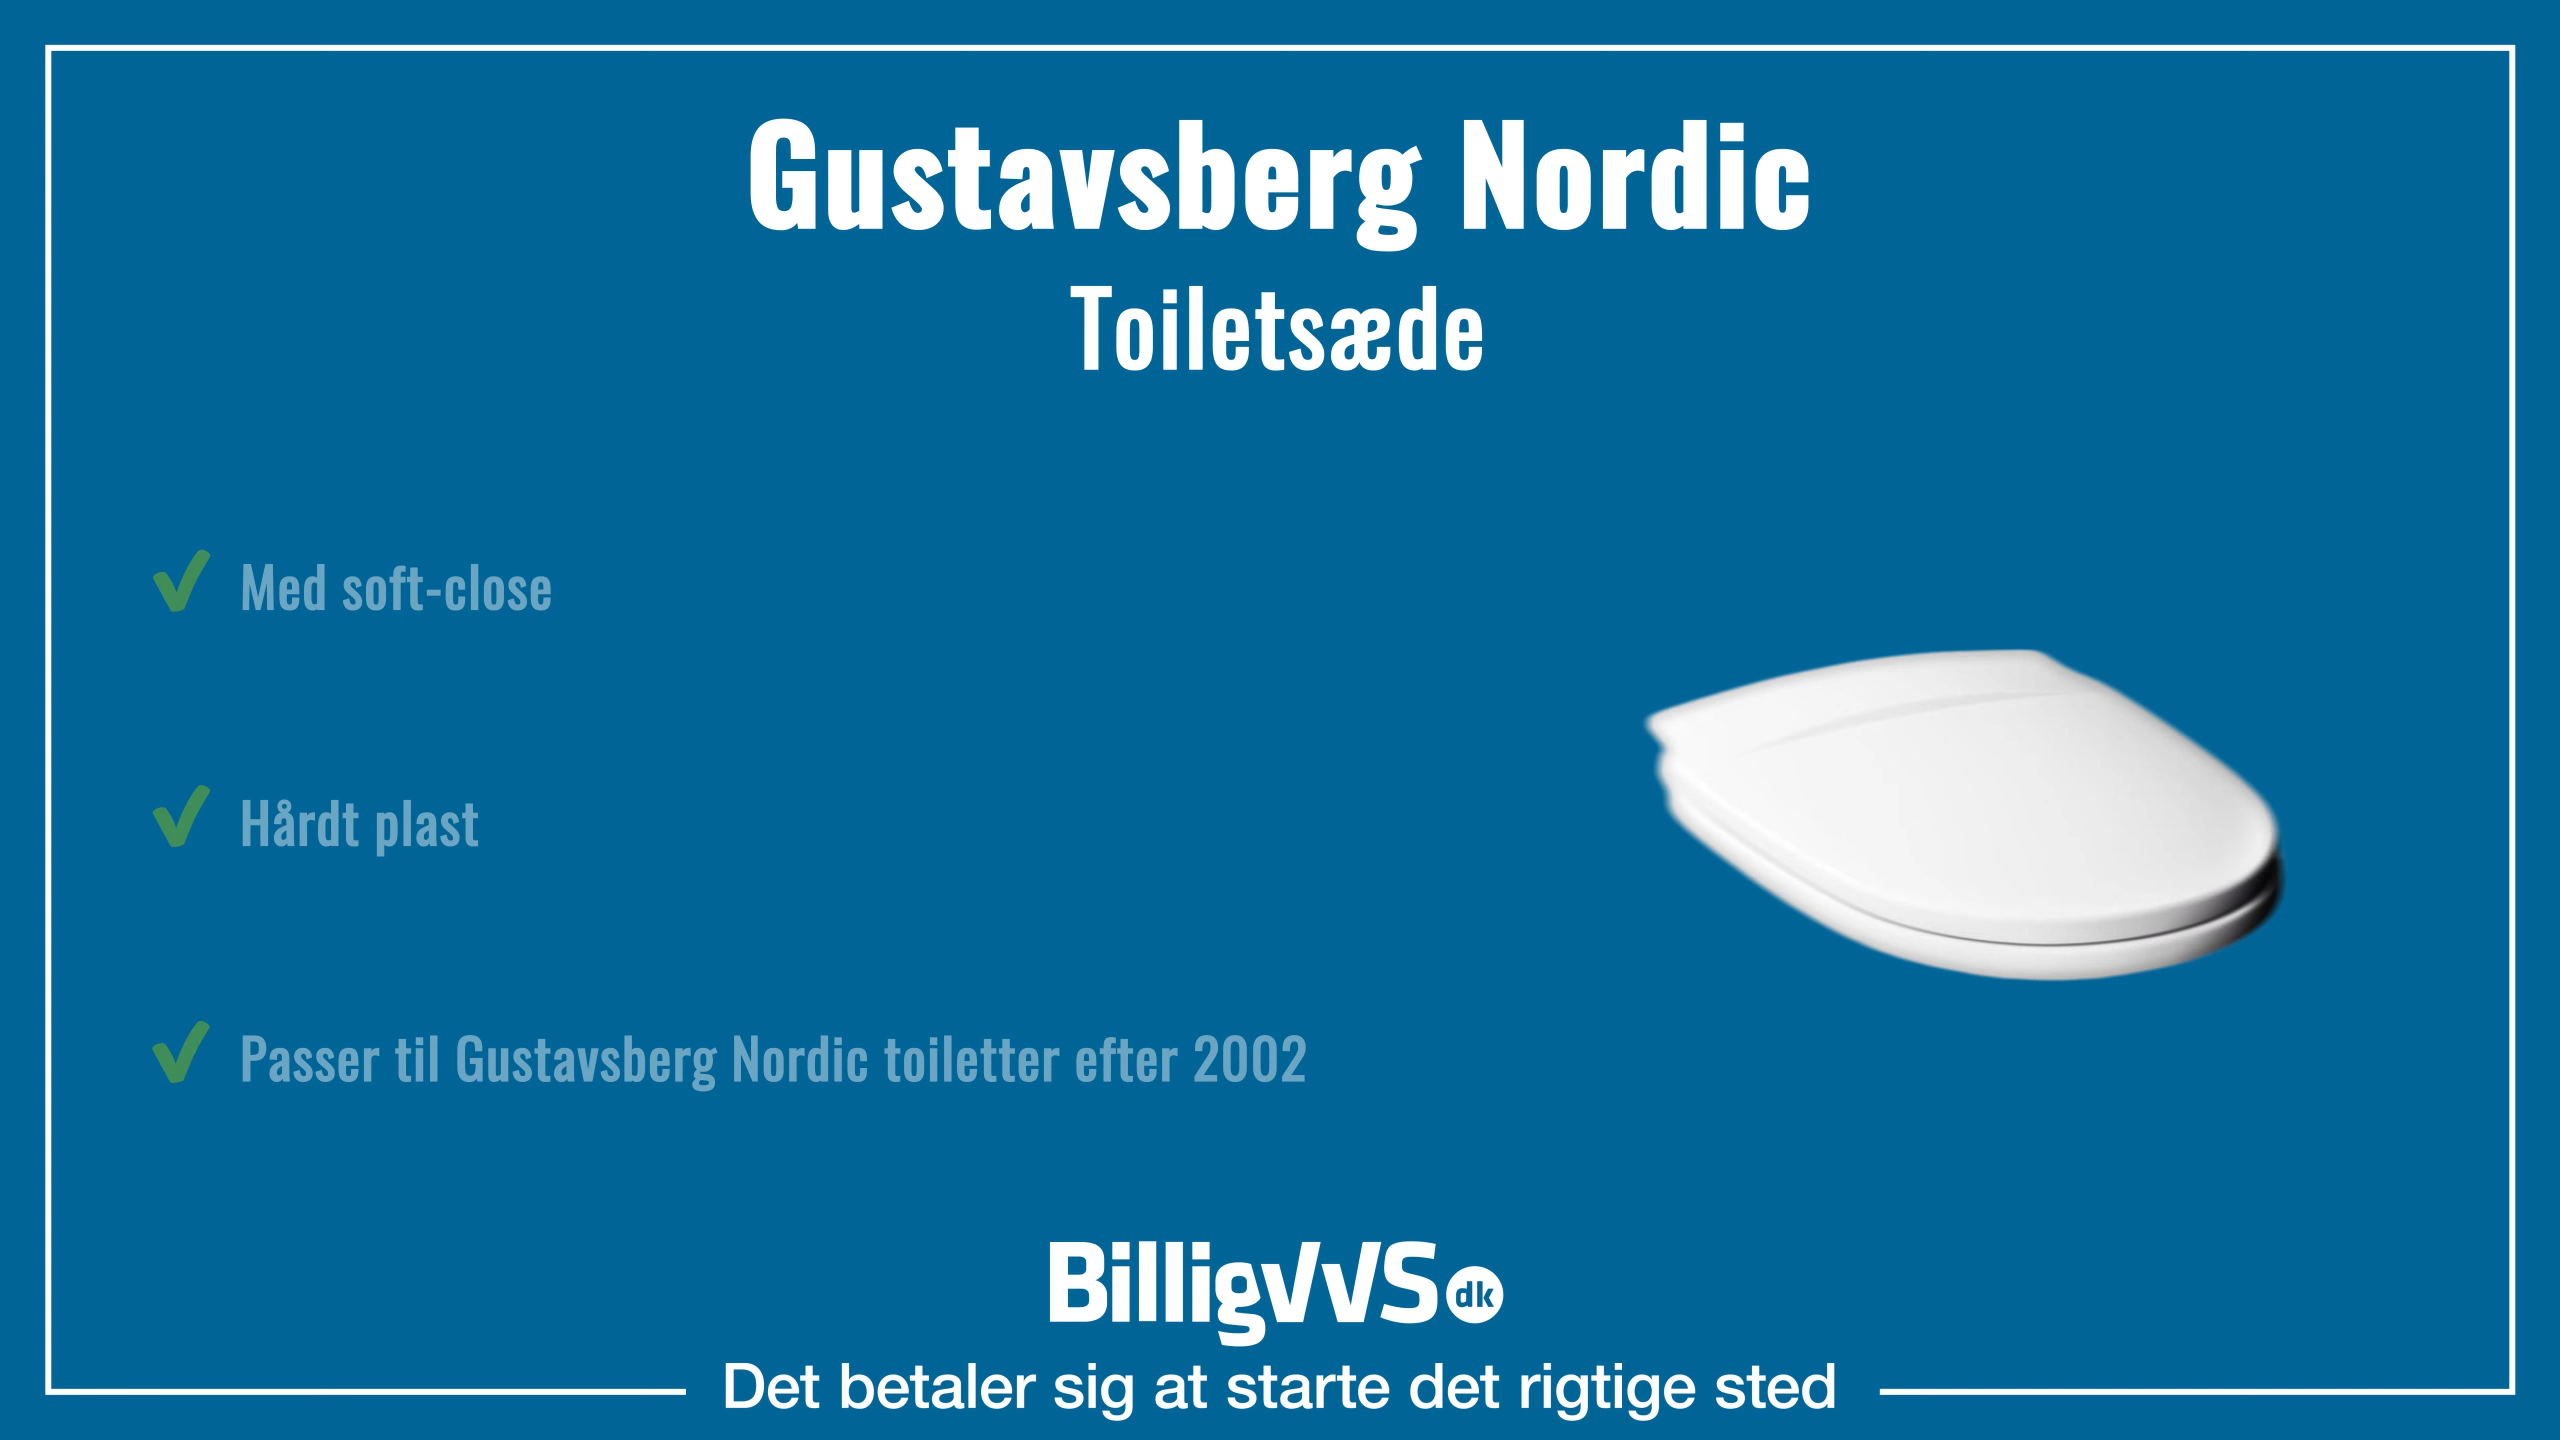 Gustavsberg Nordic
Toiletsæde
Med soft-close
Hårdt plast
Passer til Gustavsberg Nordic toiletter efter 2002
BilligVVS dk
Det betaler sig at starte det rigtige sted